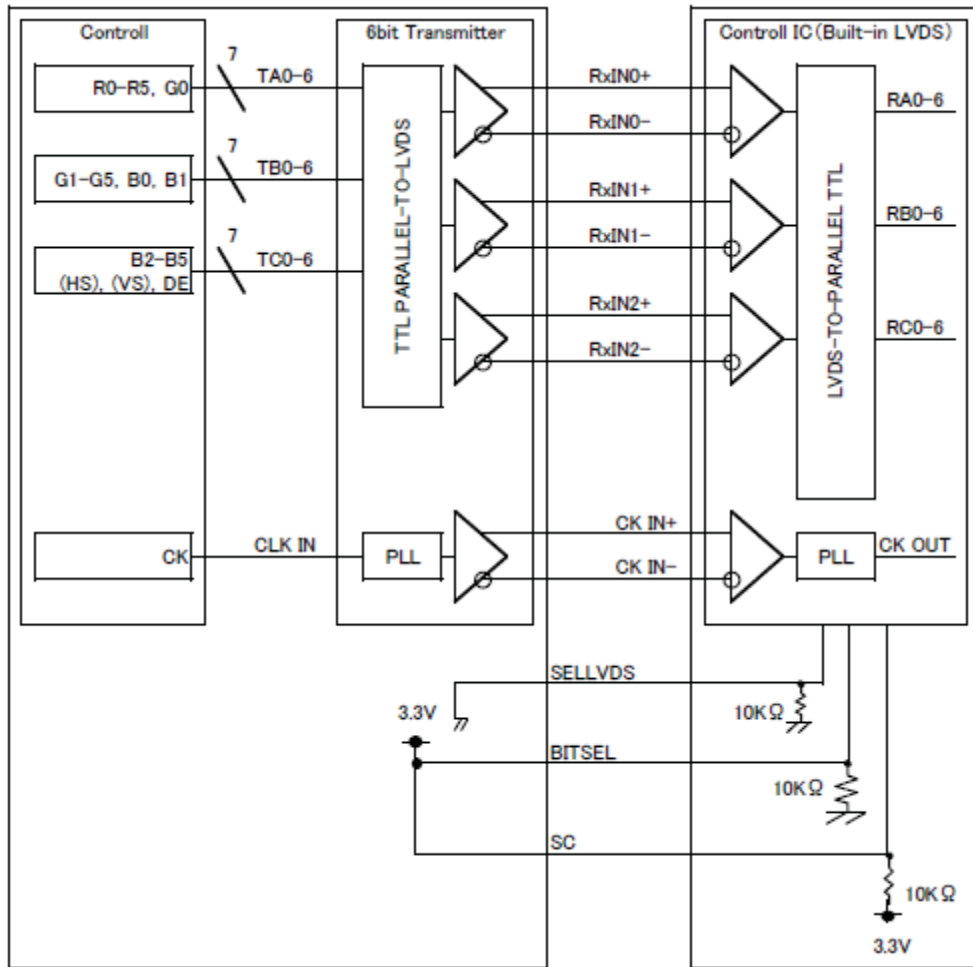 Controll
6bit Transmitter
Controll IC(Built-in LVDS)
7
R0-R5, G0
TA0-6
RxIN0+
RxIN0-
RA0-6
7
G1-G5, B0, B1
TB0-6
RxIN1+
RxIN1-
RB0-6
7
B2-B5
(HS), (VS), DE
TC0-6
RxIN2+
RxIN2-
RC0-6
TTL PARALLEL-TO-LVDS
LVDS-TO-PARALLEL TTL
CK
CLK IN
PLL
CK IN+
CK IN-
PLL
CK OUT
SELLVDS
10KΩ
3.3V
BITSEL
10KΩ
SC
10KΩ
3.3V